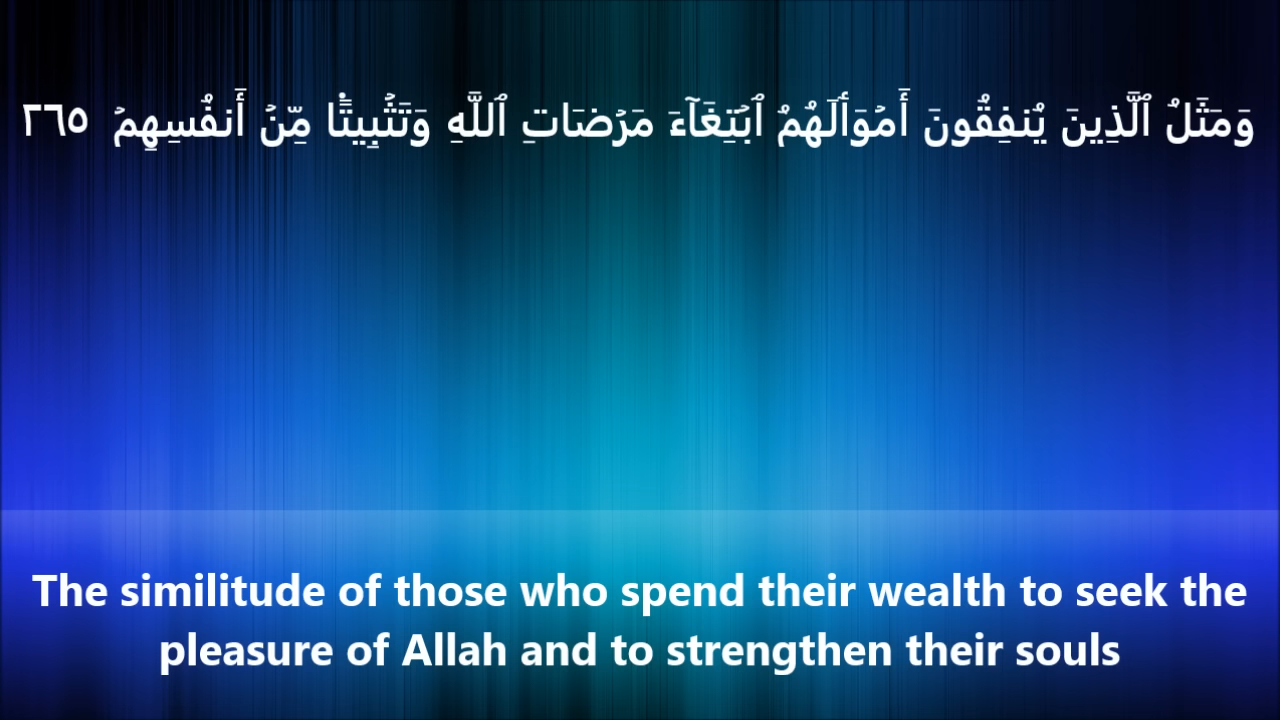 وَمَثَلُ ٱلَّذِينَ يُنفِقُونَ أَمۡوَٰلَهُمُ ٱبۡتِغَآءَ مَرۡضَاتِ ٱللَّهِ وَتَثۡبِيتٗا مِّنۡ أَنفُسِهِمۡ ٢٦٥
The similitude of those who spend their wealth to seek the
pleasure of Allah and to strengthen their souls